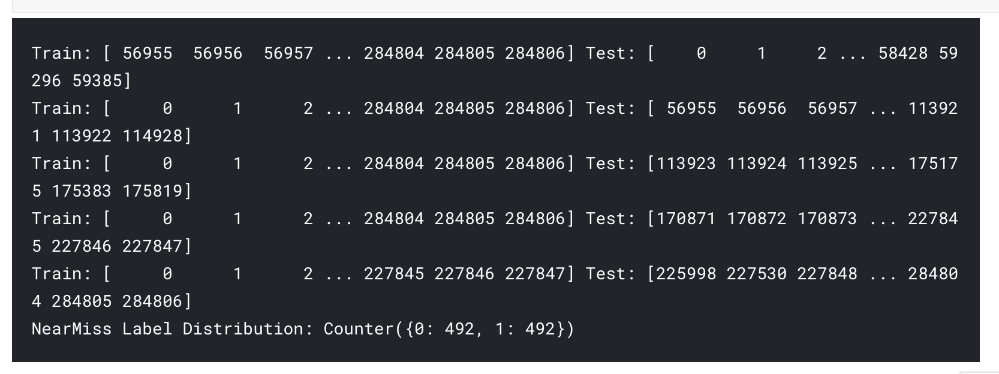 Train: [ 56955  56956  56957 ... 284804 284805 284806] Test: [     0      1      2 ... 58428 59
296 59385]
Train: [     0      1      2 ... 284804 284805 284806] Test: [ 56955  56956  56957 ... 11392
1 113922 114928]
Train: [     0      1      2 ... 284804 284805 284806] Test: [113923 113924 113925 ... 17517
5 175383 175819]
Train: [     0      1      2 ... 284804 284805 284806] Test: [170871 170872 170873 ... 22784
5 227846 227847]
Train: [     0      1      2 ... 227845 227846 227847] Test: [225998 227530 227848 ... 28480
4 284805 284806]
NearMiss Label Distribution: Counter({0: 492, 1: 492})